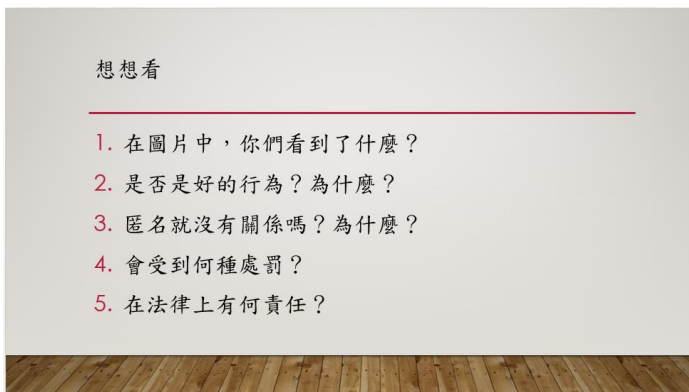 想想看
1. 在圖片中，你們看到了什麼？
2. 是否是好的行為？為什麼？
3. 匿名就沒有關係嗎？為什麼？
4. 會受到何種處罰？
5. 在法律上有何責任？